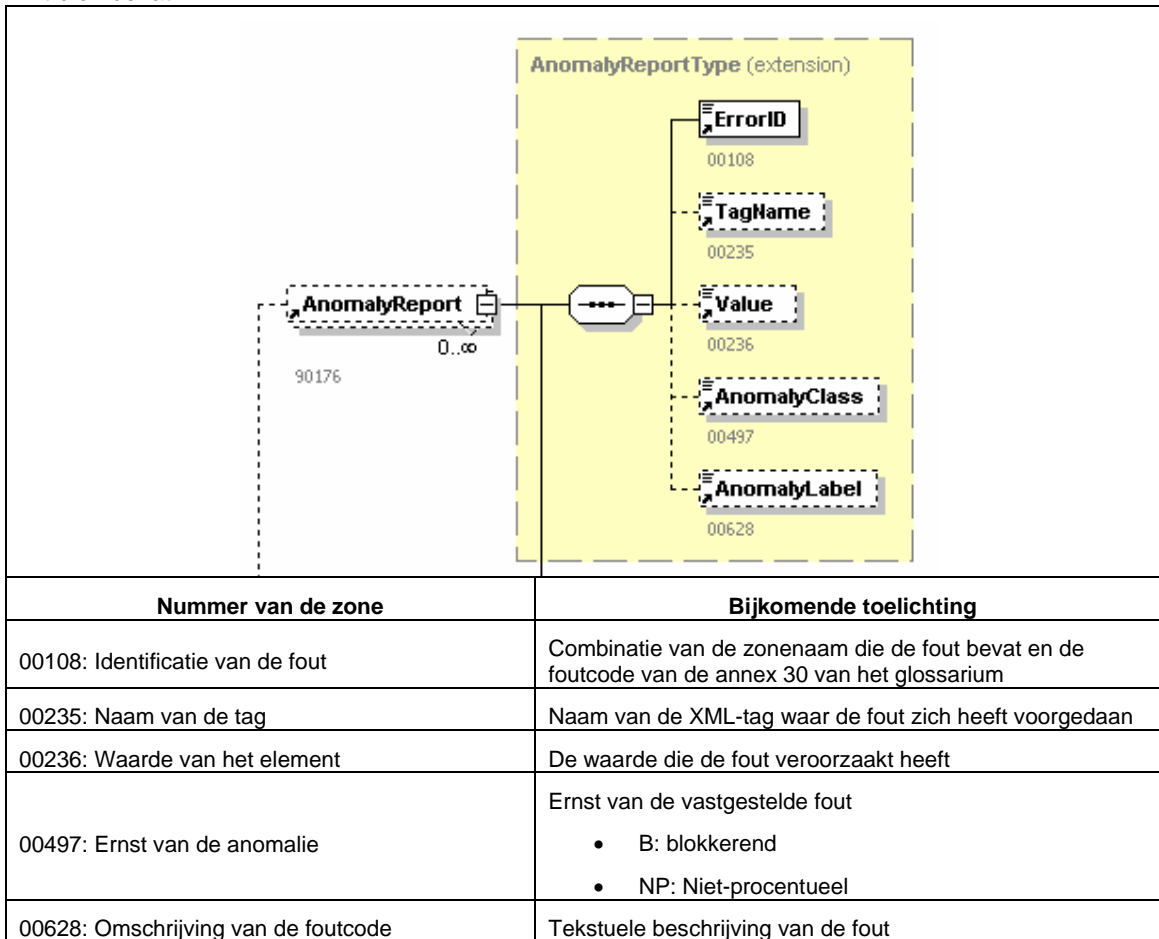 AnomalyReportType (extension)
ErrorID
00108
TagName
00235
AnomalyReport
0..∞
90176
Value
00236
AnomalyClass
00497
AnomalyLabel
00628
Nummer van de zone
Bijkomende toelichting
00108: Identificatie van de fout
Combinatie van de zonenaam die de fout bevat en de
foutcode van de annex 30 van het glossarium
00235: Naam van de tag
Naam van de XML-tag waar de fout zich heeft voorgedaan
00236: Waarde van het element
De waarde die de fout veroorzaakt heeft
00497: Ernst van de anomalie
Ernst van de vastgestelde fout
• B: blokkerend
• NP: Niet-procentueel
00628: Omschrijving van de foutcode
Tekstuele beschrijving van de fout